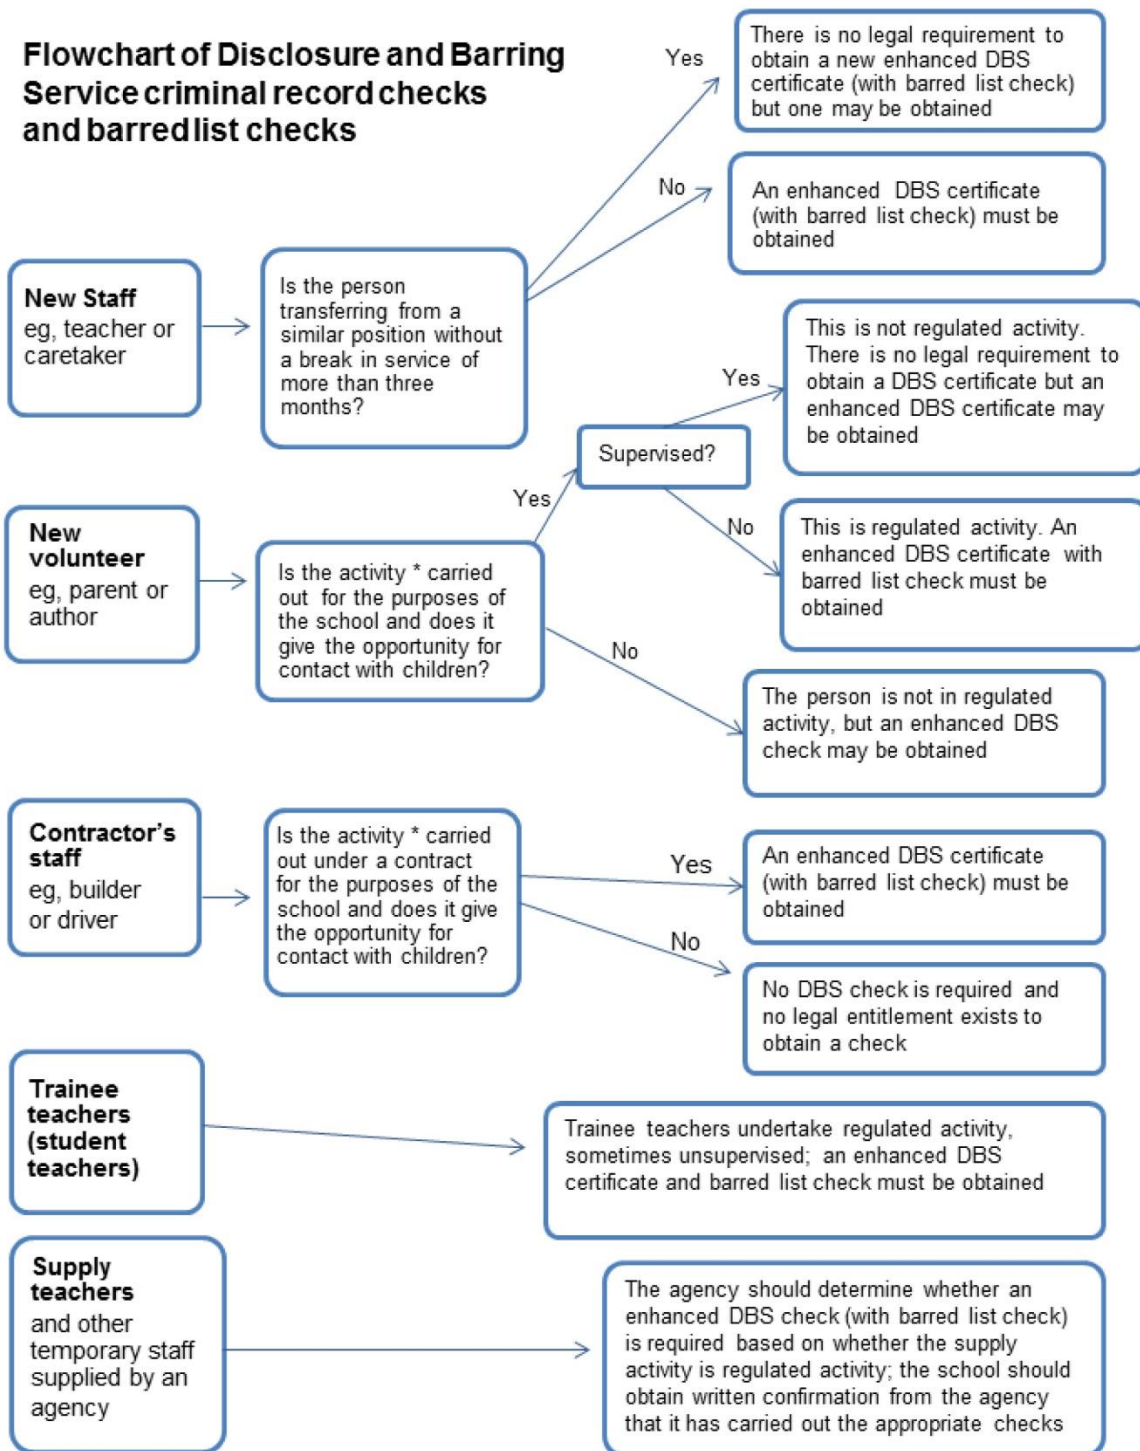 Flowchart of Disclosure and Barring
Service criminal record checks
and barred list checks
New Staff
eg, teacher or
caretaker
Is the person
transferring from a
similar position without
a break in service of
more than three
months?
Yes
There is no legal requirement to
obtain a new enhanced DBS
certificate (with barred list check)
but one may be obtained
No
An enhanced DBS certificate
(with barred list check) must be
obtained
New
volunteer
eg, parent or
author
Is the activity * carried
out for the purposes of
the school and does it
give the opportunity for
contact with children?
Yes
Supervised?
Yes
This is not regulated activity.
There is no legal requirement to
obtain a DBS certificate but an
enhanced DBS certificate may
be obtained
No
This is regulated activity. An
enhanced DBS certificate with
barred list check must be
obtained
No
The person is not in regulated
activity, but an enhanced DBS
check may be obtained
Contractor's
staff
eg, builder
or driver
Is the activity * carried
out under a contract
for the purposes of the
school and does it give
the opportunity for
contact with children?
Yes
An enhanced DBS certificate
(with barred list check) must be
obtained
No
No DBS check is required and
no legal entitlement exists to
obtain a check
Trainee
teachers
(student
teachers)
Trainee teachers undertake regulated activity,
sometimes unsupervised; an enhanced DBS
certificate and barred list check must be obtained
Supply
teachers
and other
temporary staff
supplied by an
agency
The agency should determine whether an
enhanced DBS check (with barred list check)
is required based on whether the supply
activity is regulated activity; the school should
obtain written confirmation from the agency
that it has carried out the appropriate checks